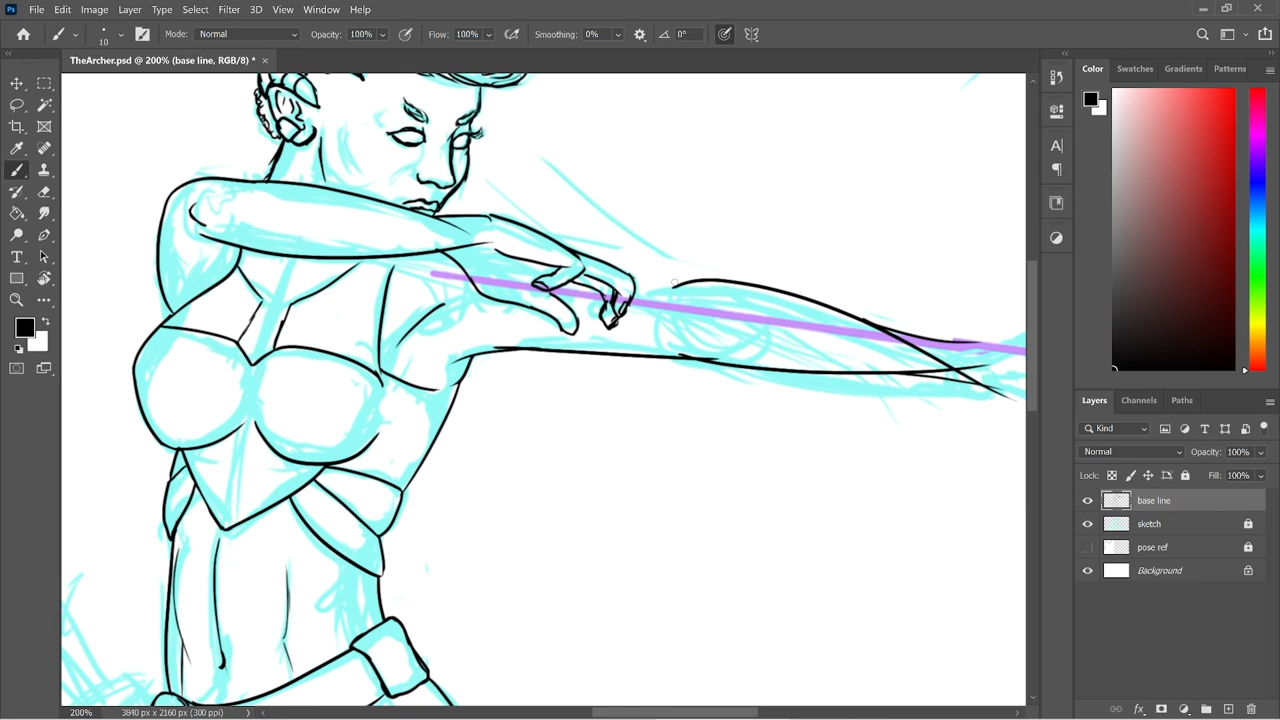 Ps File Edit Image Layer Type Select Filter 3D View Window Help
10 Mode: Normal Opacity: 100% Flow: 100% Smoothing: 0% 0°
TheArcher.psd @ 200% (base line, RGB/8) * ×
Color Swatches Gradients Patterns
Layers Channels Paths
Kind
Normal Opacity: 100%
Lock: Fill: 100%
base line
sketch
pose ref
Background
200% 3840 px x 2160 px (300 ppi)